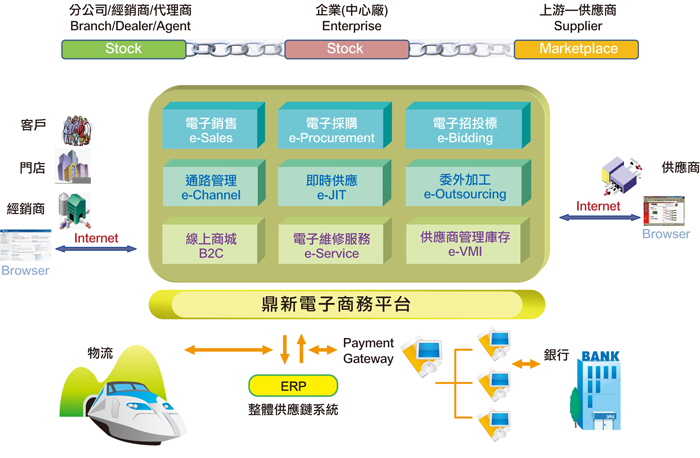 分公司/經銷商/代理商
Branch/Dealer/Agent
Stock
企業(中心廠)
Enterprise
Stock
上游—供應商
Supplier
Marketplace
客戶
門店
經銷商
Internet
Browser
電子銷售
e-Sales
電子採購
e-Procurement
電子招投標
e-Bidding
通路管理
e-Channel
即時供應
e-JIT
委外加工
e-Outsourcing
線上商城
B2C
電子維修服務
e-Service
供應商管理庫存
e-VMI
供應商
Internet
Browser
鼎新電子商務平台
物流
ERP
整體供應鏈系統
Payment
Gateway
銀行
BANK